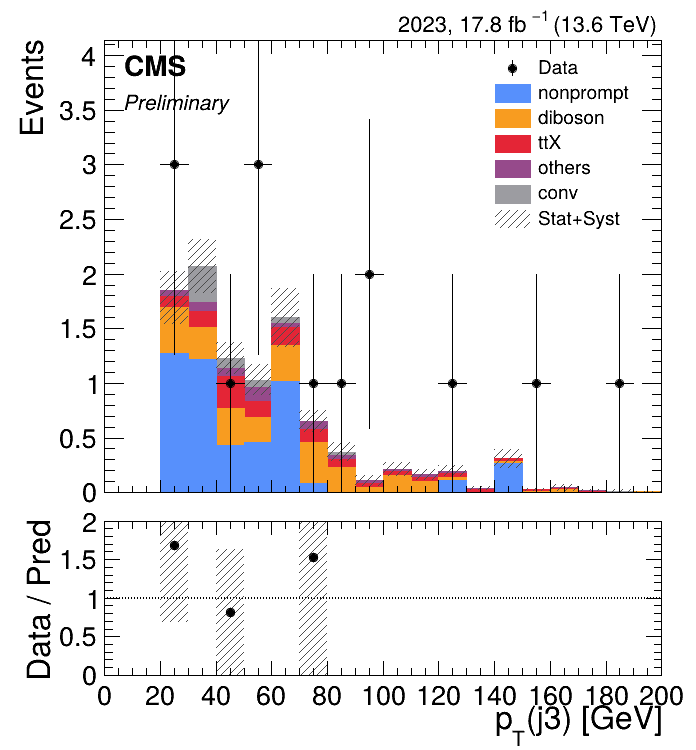 2023, 17.8 fb⁻¹ (13.6 TeV)
Events
4
3.5
3
2.5
2
1.5
1
0.5
0
CMS
Preliminary
Data
nonprompt
diboson
ttX
others
conv
Stat+Syst
Data / Pred
2
1.5
1
0.5
0
0 20 40 60 80 100 120 140 160 180 200
p_T(j3) [GeV]